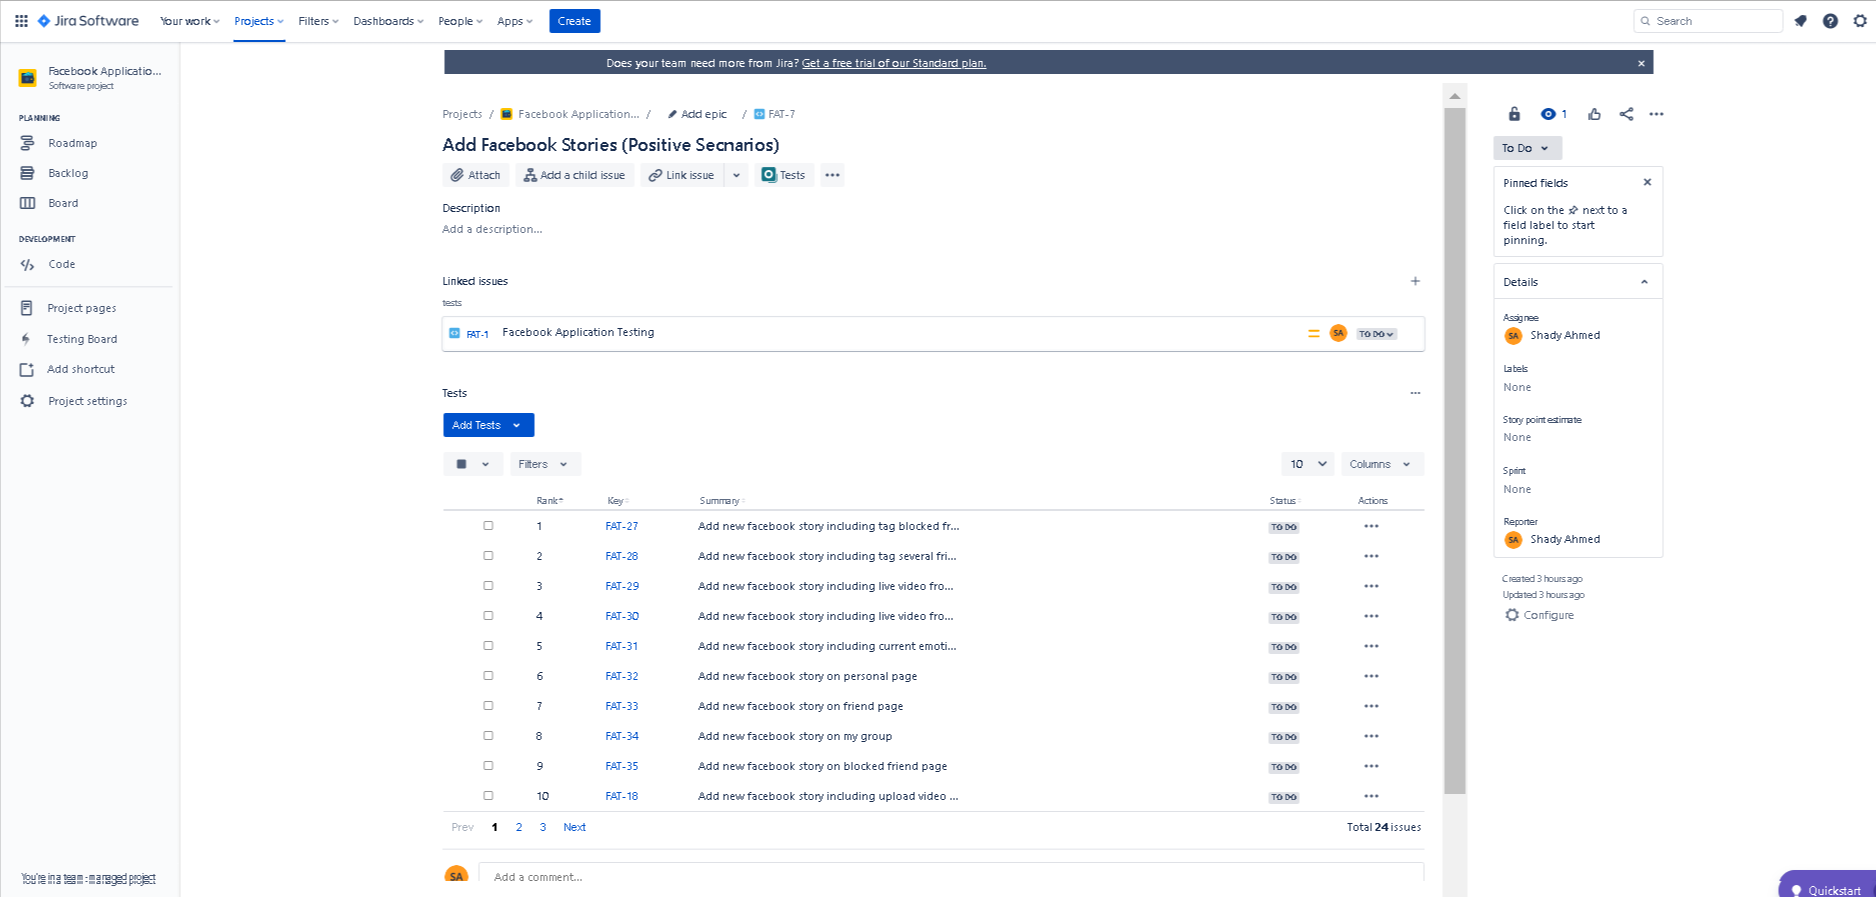 Jira Software Your work Projects Filters Dashboards People Apps Create Search
Does your team need more from Jira? Get a free trial of our Standard plan.
Facebook Applicatio...
Software project
PLANNING
Roadmap
Backlog
Board
DEVELOPMENT
Code
Project pages
Testing Board
Add shortcut
Project settings
You're in a team-managed project
Projects / Facebook Application... / Add epic / FAT-7
Add Facebook Stories (Positive Secnarios)
Attach Add a child issue Link issue Tests
Description
Add a description...
Linked issues
tests
FAT-1 Facebook Application Testing SA TO DO
Tests
Add Tests
Filters 10 Columns
Rank Key Summary Status Actions
1 FAT-27 Add new facebook story including tag blocked fr... TO DO
2 FAT-28 Add new facebook story including tag several fri... TO DO
3 FAT-29 Add new facebook story including live video fro... TO DO
4 FAT-30 Add new facebook story including live video fro... TO DO
5 FAT-31 Add new facebook story including current emoti... TO DO
6 FAT-32 Add new facebook story on personal page TO DO
7 FAT-33 Add new facebook story on friend page TO DO
8 FAT-34 Add new facebook story on my group TO DO
9 FAT-35 Add new facebook story on blocked friend page TO DO
10 FAT-18 Add new facebook story including upload video ... TO DO
Prev 1 2 3 Next Total 24 issues
SA Add a comment...
1
To Do
Pinned fields
Click on the next to a
field label to start
pinning.
Details
Assignee
SA Shady Ahmed
Labels
None
Story point estimate
None
Sprint
None
Reporter
SA Shady Ahmed
Created 3 hours ago
Updated 3 hours ago
Configure
Quickstart